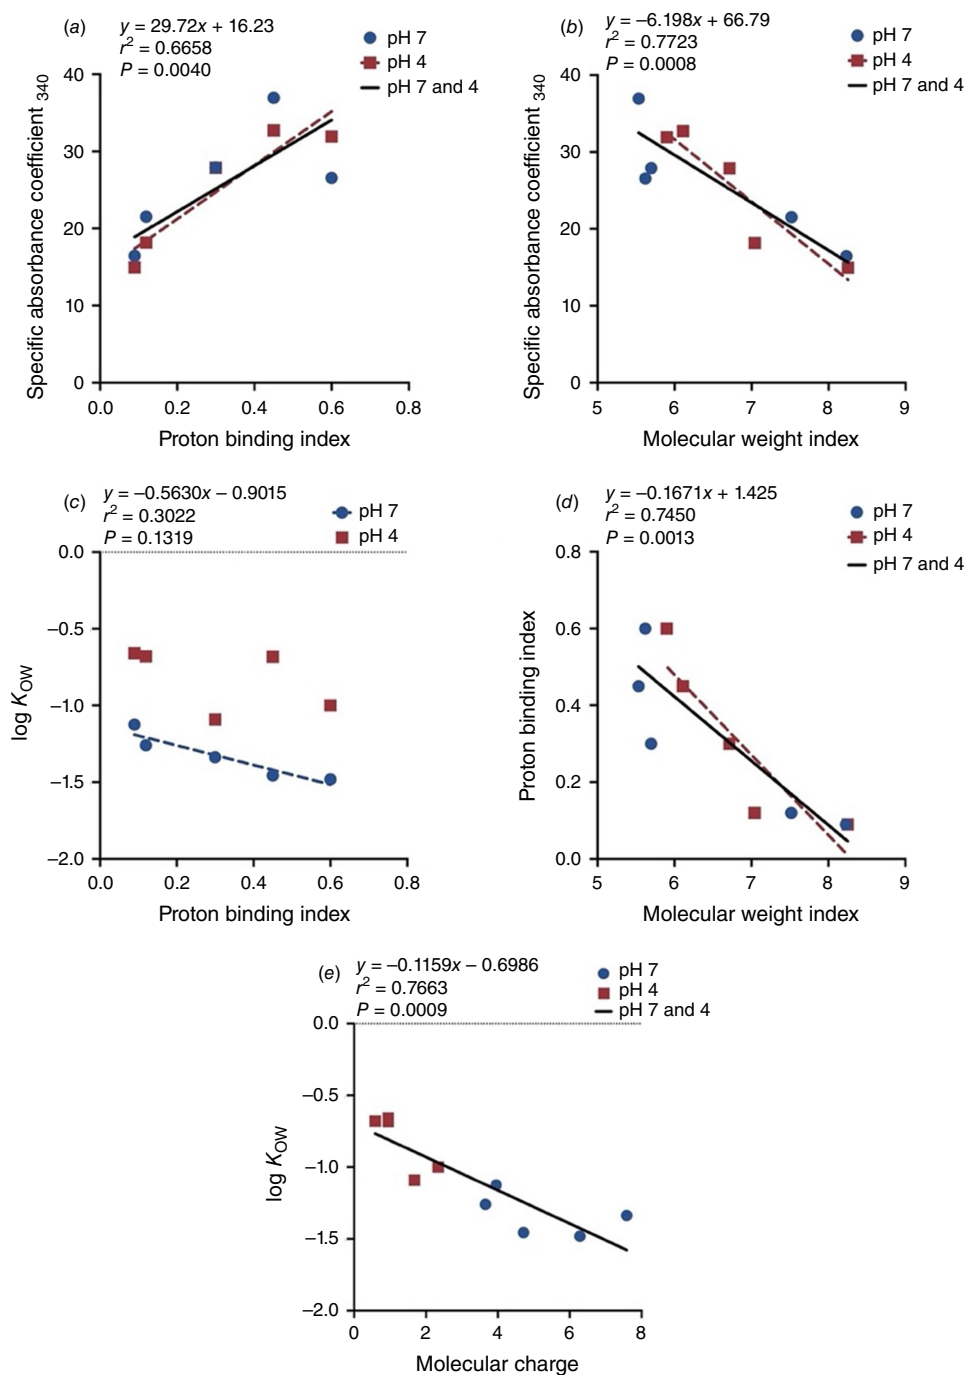 (a)
y = 29.72x + 16.23
r² = 0.6658
P = 0.0040
pH 7
pH 4
pH 7 and 4
Specific absorbance coefficient 340
40
30
20
10
0
0.0 0.2 0.4 0.6 0.8
Proton binding index
(b)
y = –6.198x + 66.79
r² = 0.7723
P = 0.0008
pH 7
pH 4
pH 7 and 4
Specific absorbance coefficient 340
40
30
20
10
0
5 6 7 8 9
Molecular weight index
(c)
y = –0.5630x – 0.9015
r² = 0.3022
P = 0.1319
pH 7
pH 4
log KOW
0.0
–0.5
–1.0
–1.5
–2.0
0.0 0.2 0.4 0.6 0.8
Proton binding index
(d)
y = –0.1671x + 1.425
r² = 0.7450
P = 0.0013
pH 7
pH 4
pH 7 and 4
Proton binding index
0.8
0.6
0.4
0.2
0.0
5 6 7 8 9
Molecular weight index
(e)
y = –0.1159x – 0.6986
r² = 0.7663
P = 0.0009
pH 7
pH 4
pH 7 and 4
log KOW
0.0
–0.5
–1.0
–1.5
–2.0
0 2 4 6 8
Molecular charge